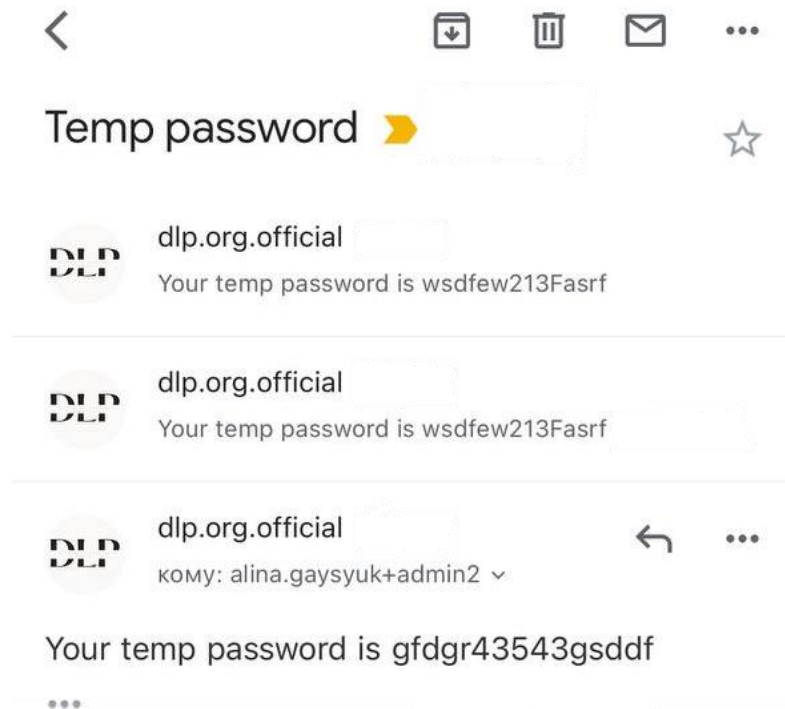 Temp password
DLP
dlp.org.official
Your temp password is wsdfew213Fasrf
DLP
dlp.org.official
Your temp password is wsdfew213Fasrf
DLP
dlp.org.official
кому: alina.gaysyuk+admin2
Your temp password is gfdgr43543gsddf